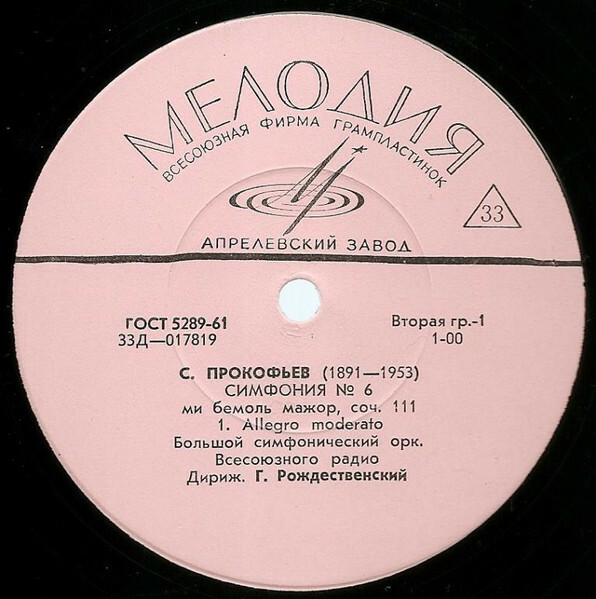 МЕЛОДИЯ
ВСЕСОЮЗНАЯ ФИРМА ГРАМПЛАСТИНОК
33
АПРЕЛЕВСКИЙ ЗАВОД
ГОСТ 5289-61
33Д—017819
Вторая гр.-1
1-00
С. ПРОКОФЬЕВ (1891—1953)
СИМФОНИЯ № 6
ми бемоль мажор, соч. 111
1. Allegro moderato
Большой симфонический орк.
Всесоюзного радио
Дириж. Г. Рождественский